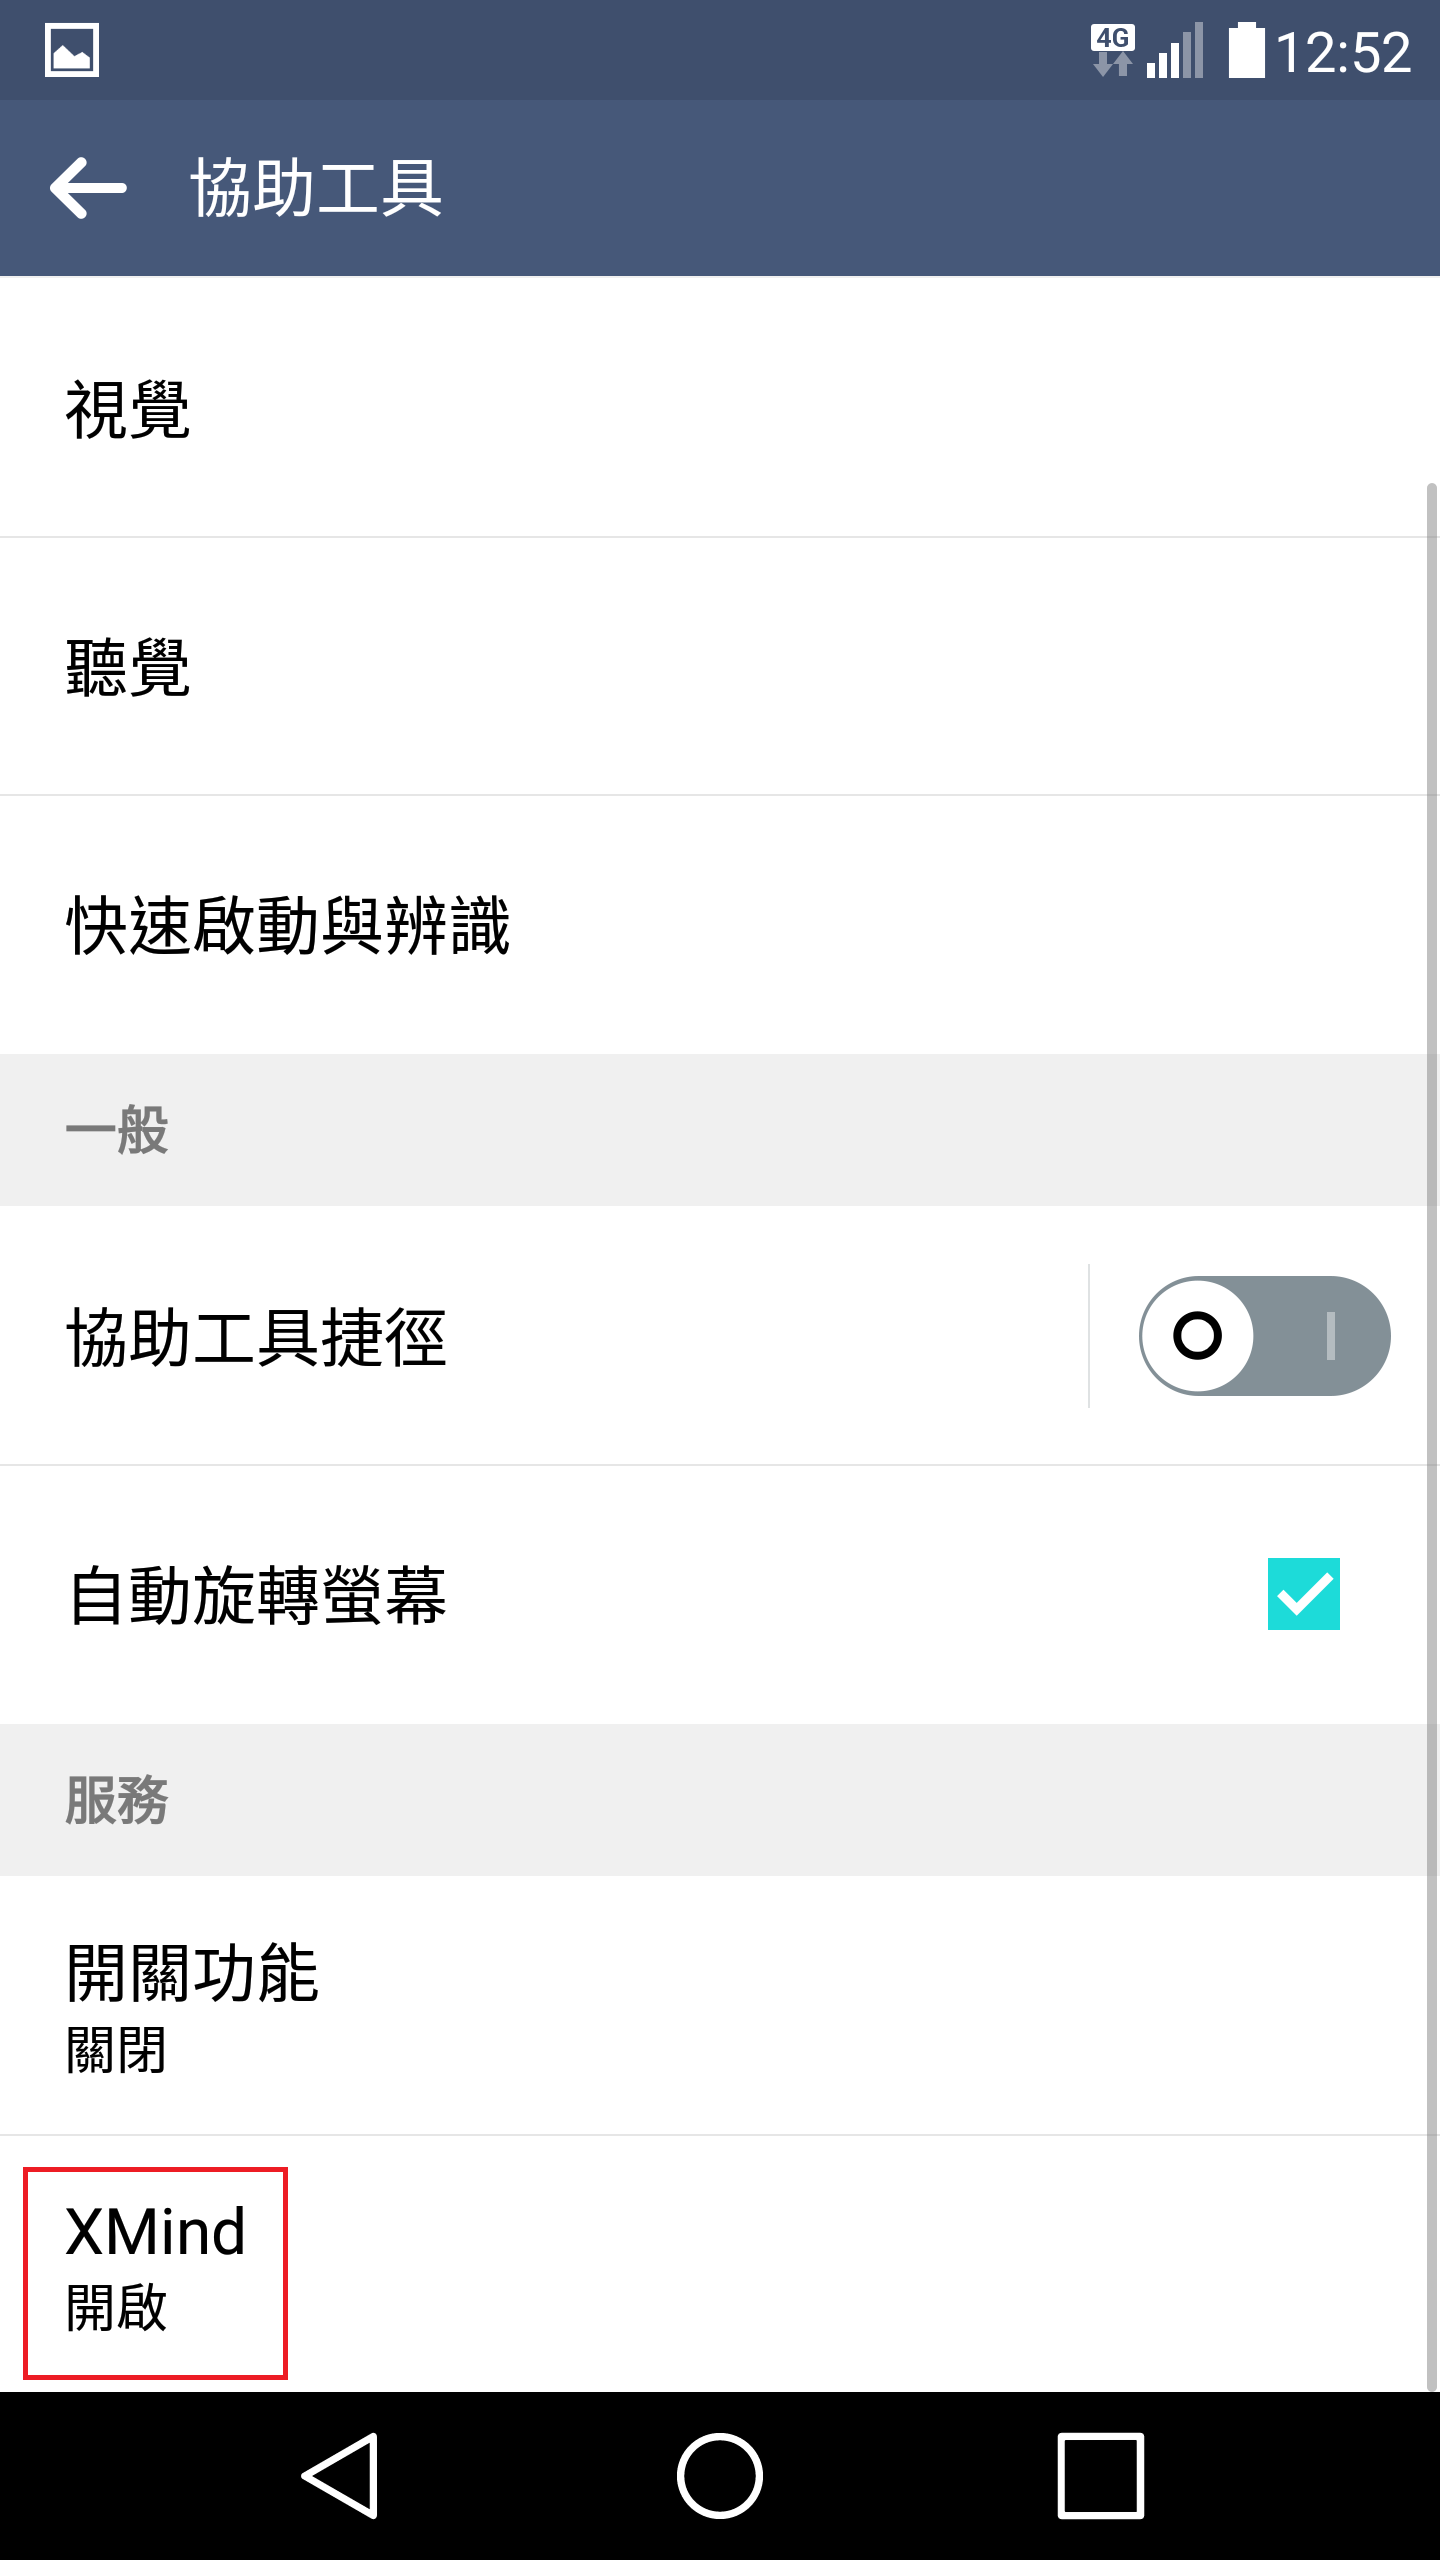 4G 12:52
協助工具
視覺
聽覺
快速啟動與辨識
一般
協助工具捷徑
自動旋轉螢幕
服務
開關功能
關閉
XMind
開啟